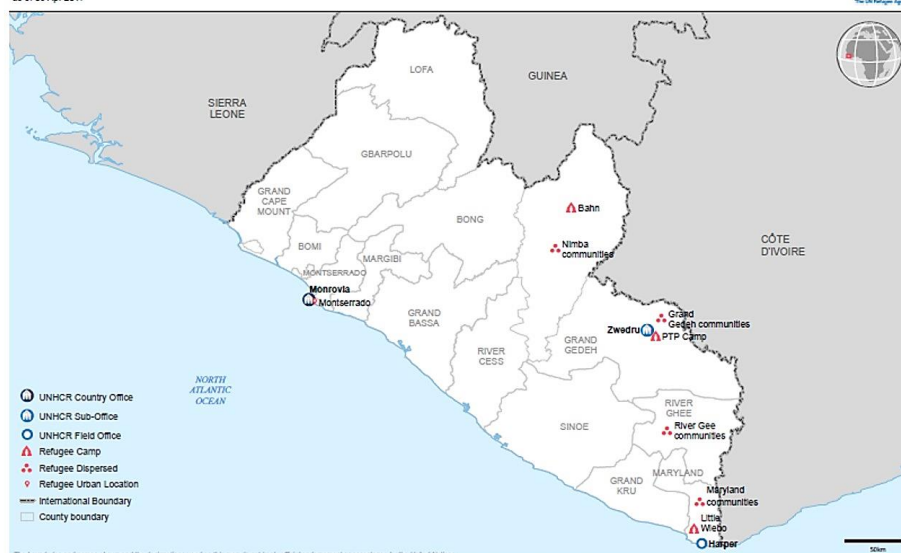 LOFA
GUINEA
SIERRA
LEONE
GBARPOLU
GRAND
CAPE
MOUNT
BONG
Bahn
BOMI
MARGIBI
Nimba
communities
CÔTE
D'IVOIRE
MONTSERRADO
Monrovia
Montserrado
GRAND
BASSA
Grand
Gedeh communities
Zwedru
PTP Camp
GRAND
GEDEH
RIVER
CESS
NORTH
ATLANTIC
OCEAN
RIVER
GHEE
SINOE
River Gee
communities
GRAND
KRU
MARYLAND
Maryland
communities
Little
Wlebo
Harper
UNHCR Country Office
UNHCR Sub-Office
UNHCR Field Office
Refugee Camp
Refugee Dispersed
Refugee Urban Location
International Boundary
County boundary
50km